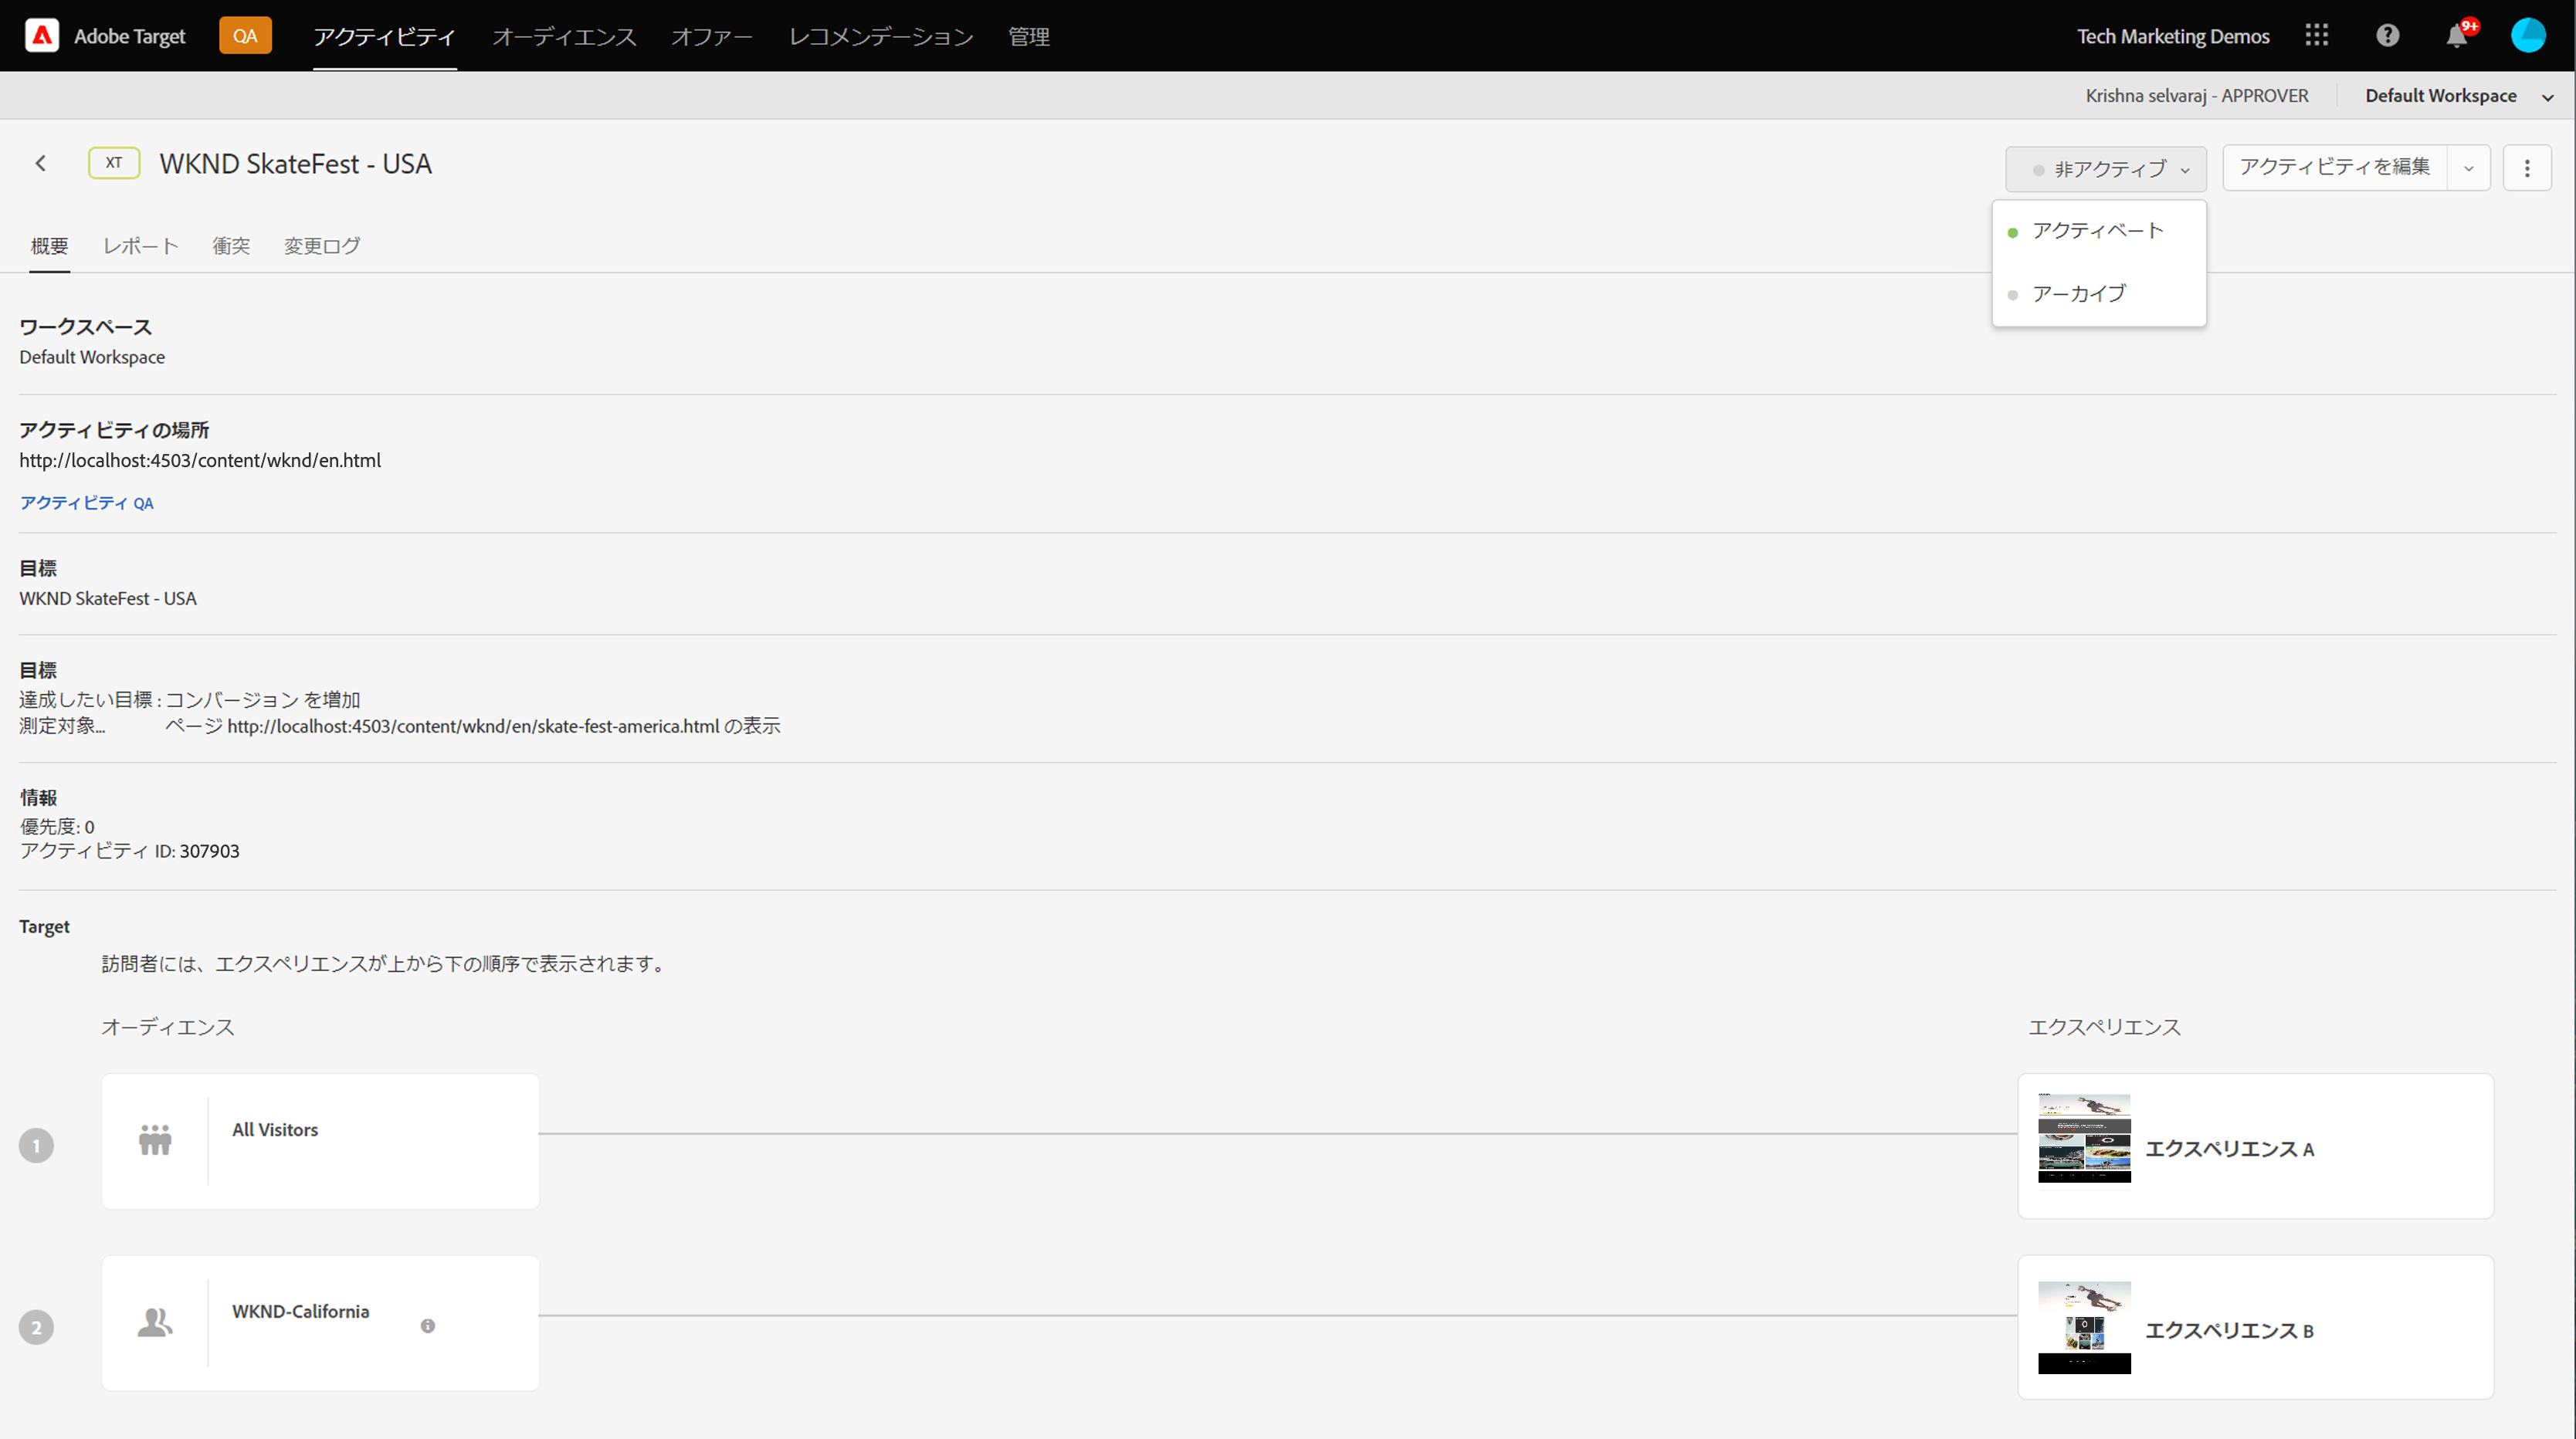 Adobe Target QA アクティビティ オーディエンス オファー レコメンデーション 管理 Tech Marketing Demos 9+
Krishna selvaraj - APPROVER Default Workspace
XT WKND SkateFest - USA 非アクティブ アクティビティを編集
アクティベート
アーカイブ
概要 レポート 衝突 変更ログ
ワークスペース
Default Workspace
アクティビティの場所
http://localhost:4503/content/wknd/en.html
アクティビティ QA
目標
WKND SkateFest - USA
目標
達成したい目標 : コンバージョン を増加
測定対象... ページ http://localhost:4503/content/wknd/en/skate-fest-america.html の表示
情報
優先度: 0
アクティビティ ID: 307903
Target
訪問者には、エクスペリエンスが上から下の順序で表示されます。
オーディエンス エクスペリエンス
1 All Visitors エクスペリエンス A
2 WKND-California エクスペリエンス B